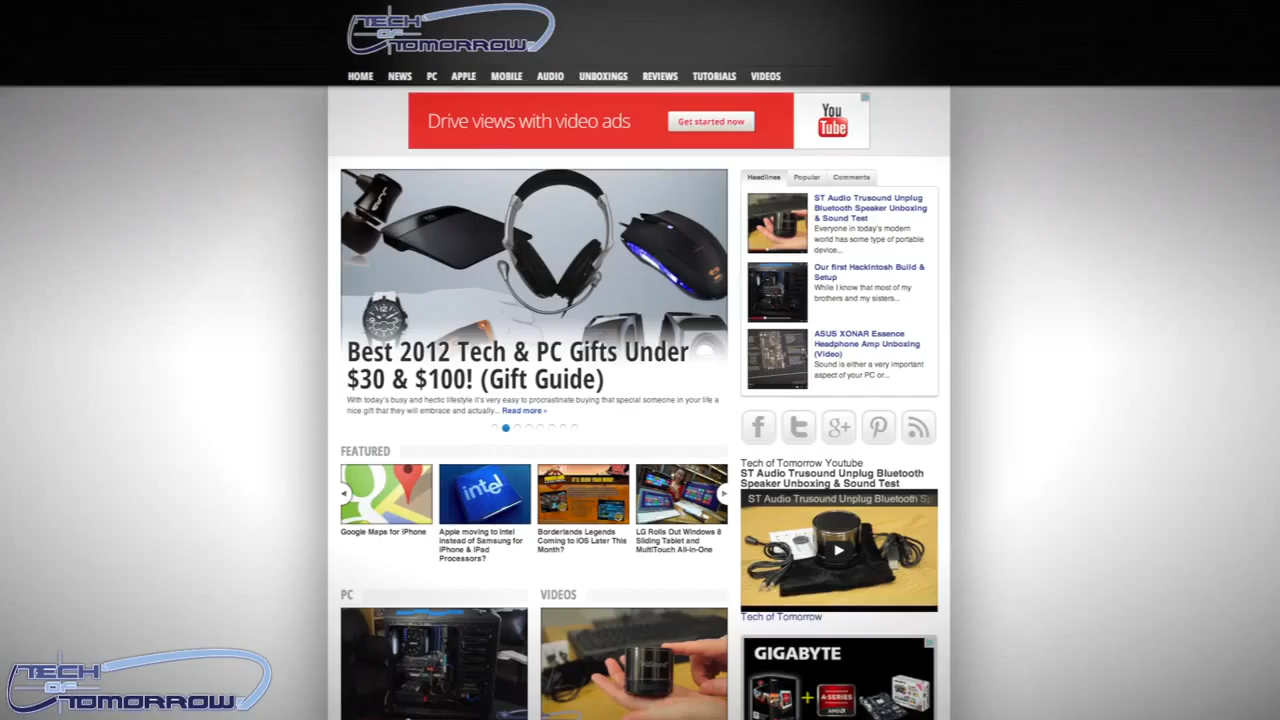 TECH
OF
TOMORROW
HOME NEWS PC APPLE MOBILE AUDIO UNBOXINGS REVIEWS TUTORIALS VIDEOS
Drive views with video ads
Get started now
You
Tube
Best 2012 Tech & PC Gifts Under
$30 & $100! (Gift Guide)
With today's busy and hectic lifestyle it's very easy to procrastinate buying that special someone in your life a
nice gift that they will embrace and actually... Read more »
Headlines Popular Comments
ST Audio Trusound Unplug
Bluetooth Speaker Unboxing
& Sound Test
Everyone in today's modern
world has some type of portable
device...
Our first Hackintosh Build &
Setup
While I know that most of my
brothers and my sisters...
ASUS XONAR Essence
Headphone Amp Unboxing
(Video)
Sound is either a very important
aspect of your PC or...
FEATURED
intel
Google Maps for iPhone
Apple moving to Intel
instead of Samsung for
iPhone & iPad
Processors?
Borderlands Legends
Coming to iOS Later This
Month?
LG Rolls Out Windows 8
Sliding Tablet and
MultiTouch All-in-One
Tech of Tomorrow Youtube
ST Audio Trusound Unplug Bluetooth
Speaker Unboxing & Sound Test
ST Audio Trusound Unplug Bluetooth S
Tech of Tomorrow
PC
VIDEOS
GIGABYTE
A-SERIES
AMD
TECH
OF
TOMORROW